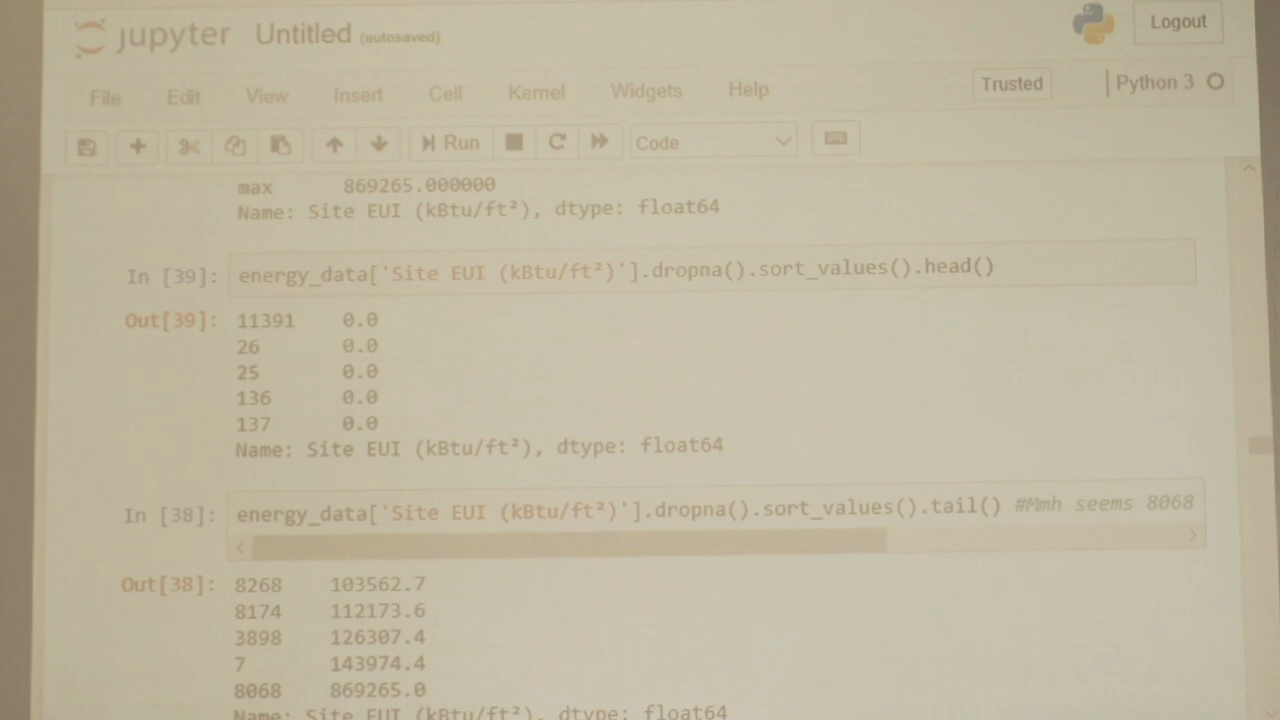 jupyter Untitled (autosaved)
Logout
File Edit View Insert Cell Kernel Widgets Help
Trusted
Python 3
Run
Code
max 869265.000000
Name: Site EUI (kBtu/ft²), dtype: float64
In [39]: energy_data['Site EUI (kBtu/ft²)'].dropna().sort_values().head()
Out[39]: 11391 0.0
26 0.0
25 0.0
136 0.0
137 0.0
Name: Site EUI (kBtu/ft²), dtype: float64
In [38]: energy_data['Site EUI (kBtu/ft²)'].dropna().sort_values().tail() #Mmh seems 8068
Out[38]: 8268 103562.7
8174 112173.6
3898 126307.4
7 143974.4
8068 869265.0
Name: Site EUI (kBtu/ft²), dtype: float64